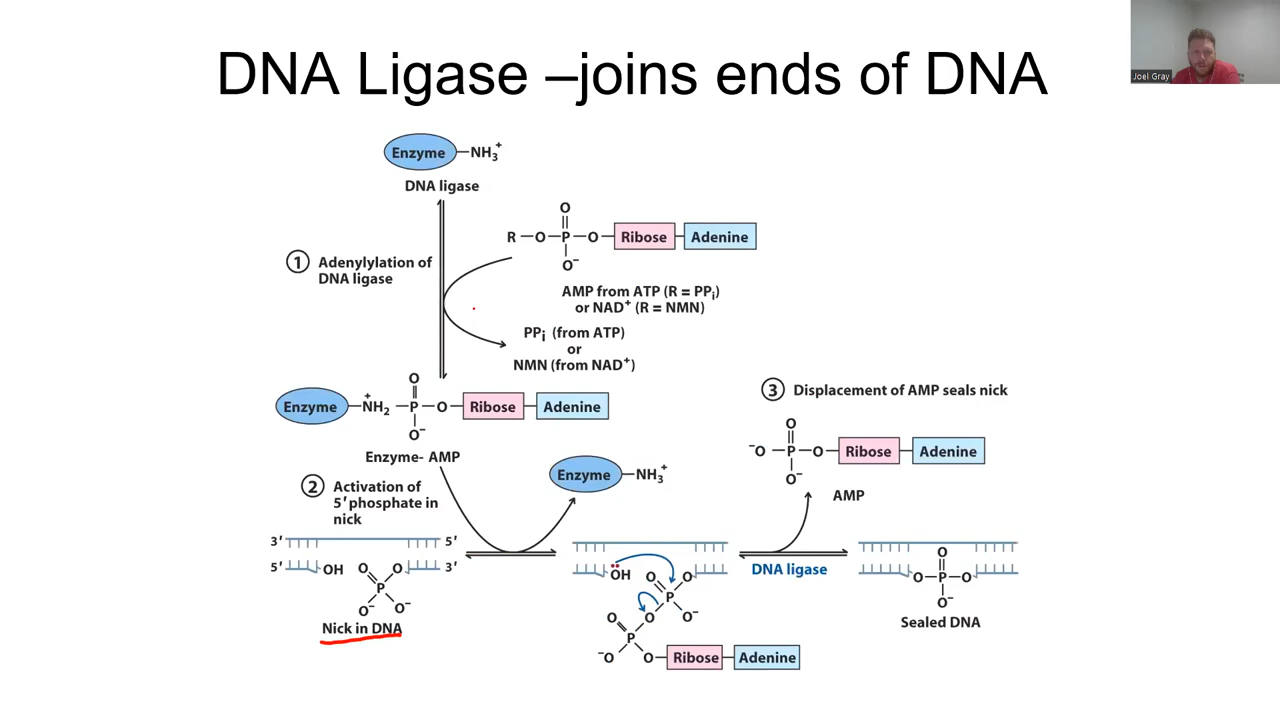 DNA Ligase –joins ends of DNA
Joel Gray
Enzyme NH₃⁺
DNA ligase
① Adenylylation of
DNA ligase
O
R O P O Ribose Adenine
O⁻
AMP from ATP (R = PPᵢ)
or NAD⁺ (R = NMN)
PPᵢ (from ATP)
or
NMN (from NAD⁺)
O
Enzyme N⁺H₂ P O Ribose Adenine
O⁻
Enzyme- AMP
② Activation of
5′ phosphate in
nick
Enzyme NH₃⁺
③ Displacement of AMP seals nick
O
⁻O P O Ribose Adenine
O⁻
AMP
3′ 5′
5′ OH O O 3′
P
O⁻ O⁻
Nick in DNA
OH O O
P
O O O⁻
P
⁻O O Ribose Adenine
DNA ligase
O
O P O
O⁻
Sealed DNA